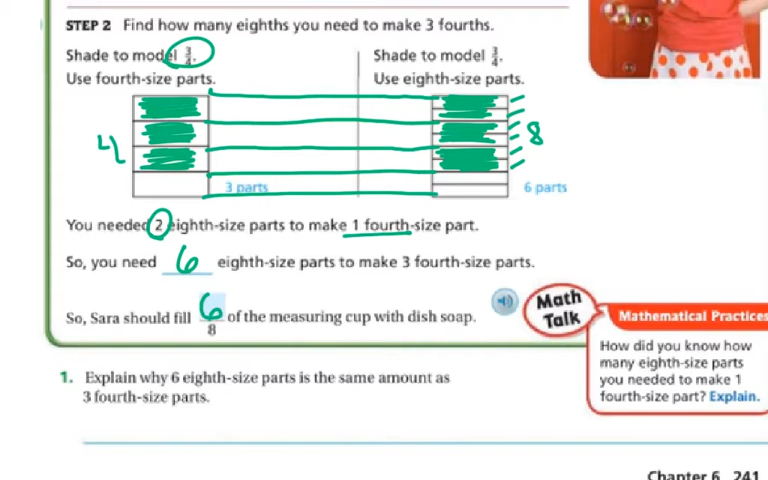 STEP 2 Find how many eighths you need to make 3 fourths.
Shade to model 3/4.
Use fourth-size parts.
Shade to model 3/4.
Use eighth-size parts.
4
8
3 parts
6 parts
You needed 2 eighth-size parts to make 1 fourth-size part.
So, you need 6 eighth-size parts to make 3 fourth-size parts.
So, Sara should fill 6/8 of the measuring cup with dish soap.
Math
Talk
Mathematical Practices
How did you know how
many eighth-size parts
you needed to make 1
fourth-size part? Explain.
1. Explain why 6 eighth-size parts is the same amount as
3 fourth-size parts.
Chapter 6 241